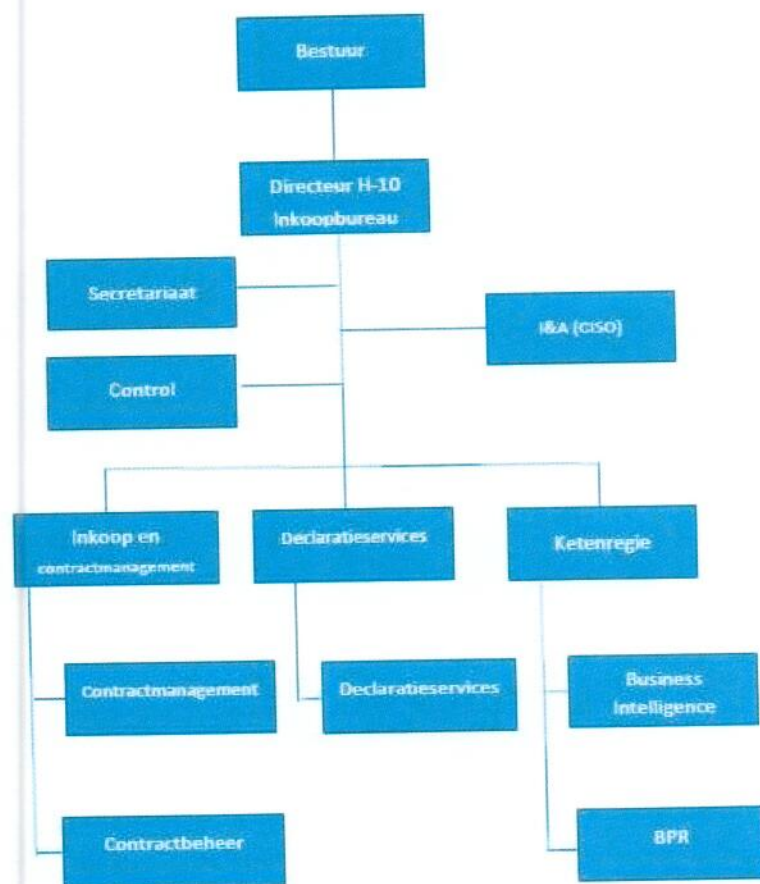 Bestuur
Directeur H-10
Inkoopbureau
Secretariaat
I&A (CISO)
Control
Inkoop en
contractmanagement
Declaratieservices
Ketenregie
Contractmanagement
Declaratieservices
Business
Intelligence
Contractbeheer
BPR